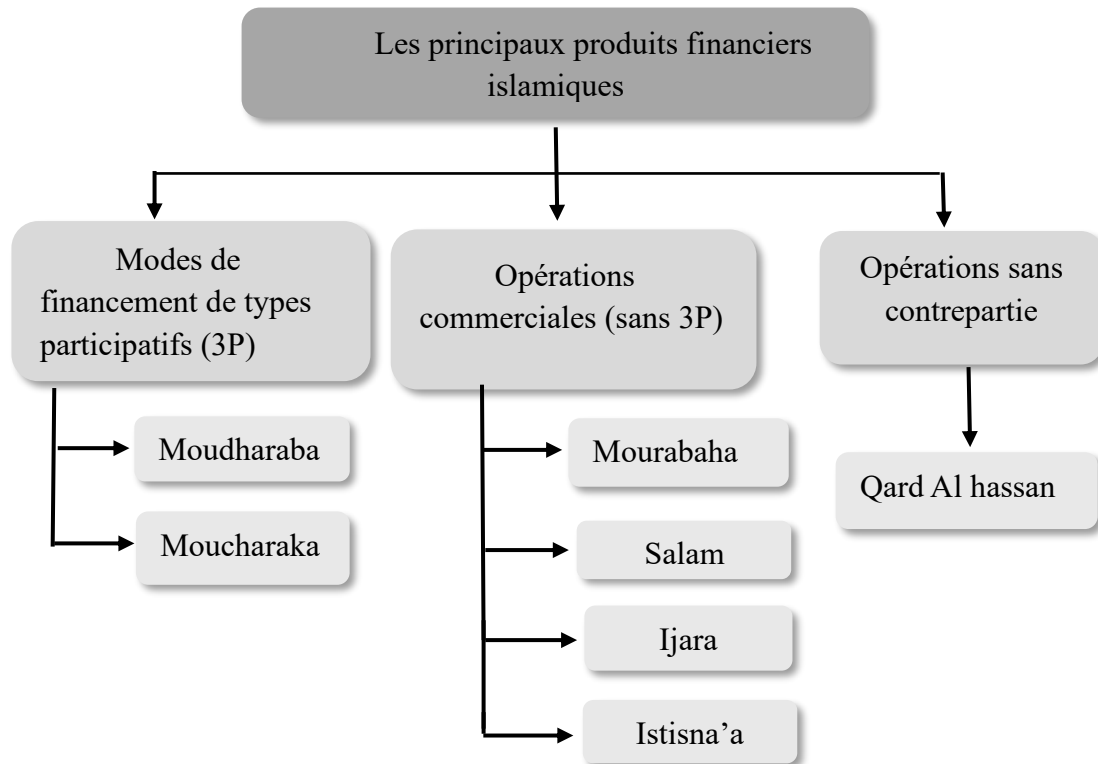 Les principaux produits financiers
islamiques
Modes de
financement de types
participatifs (3P)
Opérations
commerciales (sans 3P)
Opérations sans
contrepartie
Moudharaba
Moucharaka
Mourabaha
Salam
Ijara
Istisna’a
Qard Al hassan